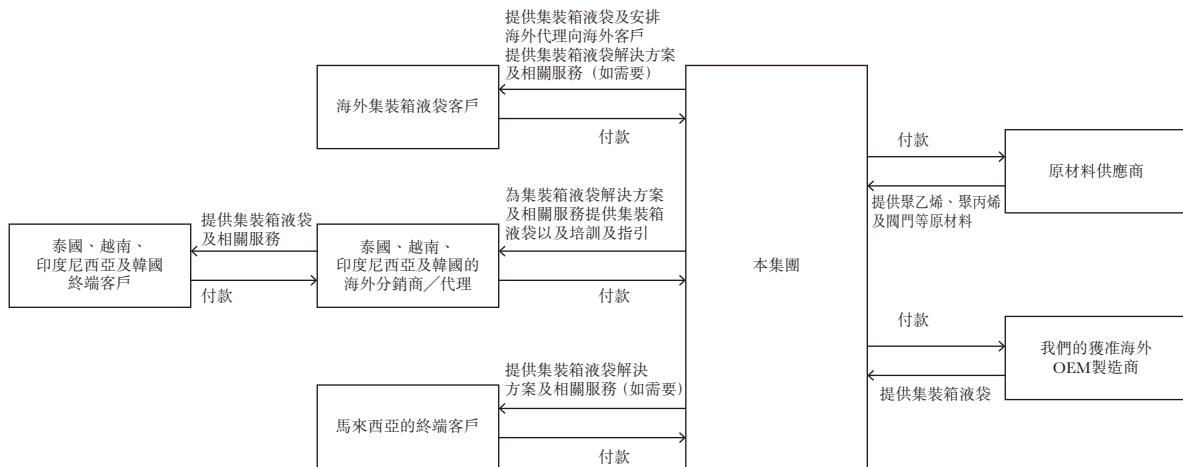 提供集裝箱液袋及安排
海外代理向海外客戶
提供集裝箱液袋解決方案
及相關服務（如需要）
海外集裝箱液袋客戶
付款
付款
原材料供應商
提供聚乙烯、聚丙烯
及閥門等原材料
為集裝箱液袋解決方案
及相關服務提供集裝箱
液袋以及培訓及指引
提供集裝箱液袋
及相關服務
泰國、越南、
印度尼西亞及韓國
終端客戶
泰國、越南、
印度尼西亞及韓國的
海外分銷商／代理
本集團
付款
付款
付款
我們的獲准海外
OEM製造商
提供集裝箱液袋
提供集裝箱液袋解決
方案及相關服務（如需要）
馬來西亞的終端客戶
付款